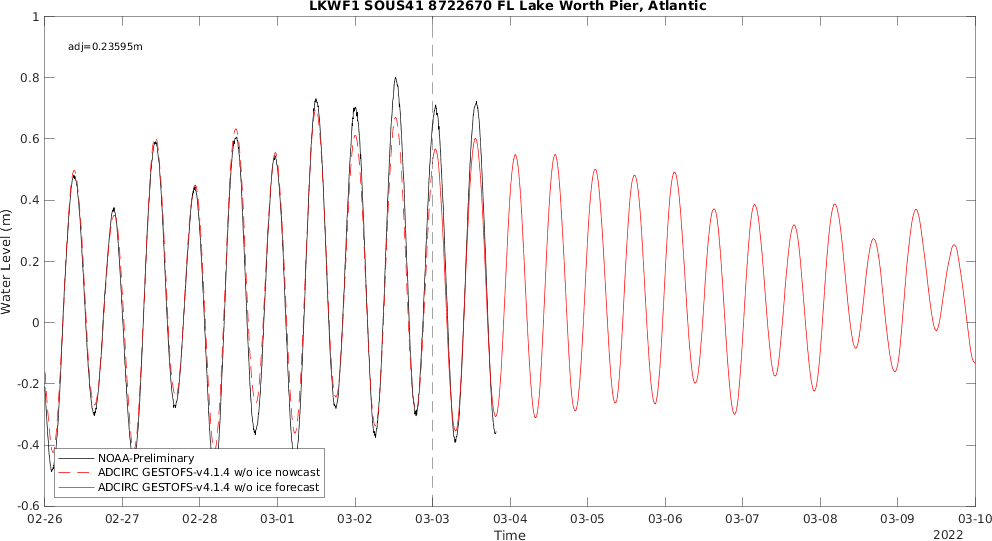 LKWF1 SOUS41 8722670 FL Lake Worth Pier, Atlantic
adj=0.23595m
Water Level (m)
1
0.8
0.6
0.4
0.2
0
-0.2
-0.4
-0.6
NOAA-Preliminary
ADCIRC GESTOFS-v4.1.4 w/o ice nowcast
ADCIRC GESTOFS-v4.1.4 w/o ice forecast
02-26 02-27 02-28 03-01 03-02 03-03 03-04 03-05 03-06 03-07 03-08 03-09 03-10
Time
2022